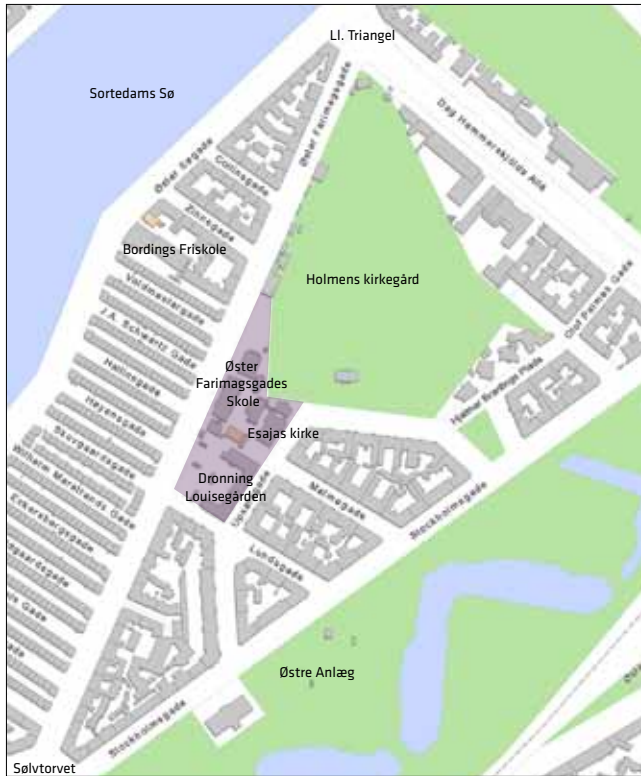 Ll. Triangel
Sortedams Sø
Øster Farimagsgade
Dag Hammarskjölds Allé
Collinsgade
Øster Søgade
Zinnsgade
Bordings Friskole
Holmens kirkegård
Olof Palmes Gade
Voldmestergade
J.A. Schwartz Gade
Hallinsgade
Høyensgade
Skovgaardsgade
Wilhelm Marstrands Gade
Eckersbergsgade
Øster
Farimagsgades
Skole
Hjalmar Brantings Plads
Esajas kirke
Dronning
Louisegården
Malmøgade
Stockholmsgade
Lundsgade
Østre Anlæg
Stockholmsgade
Sølvtorvet